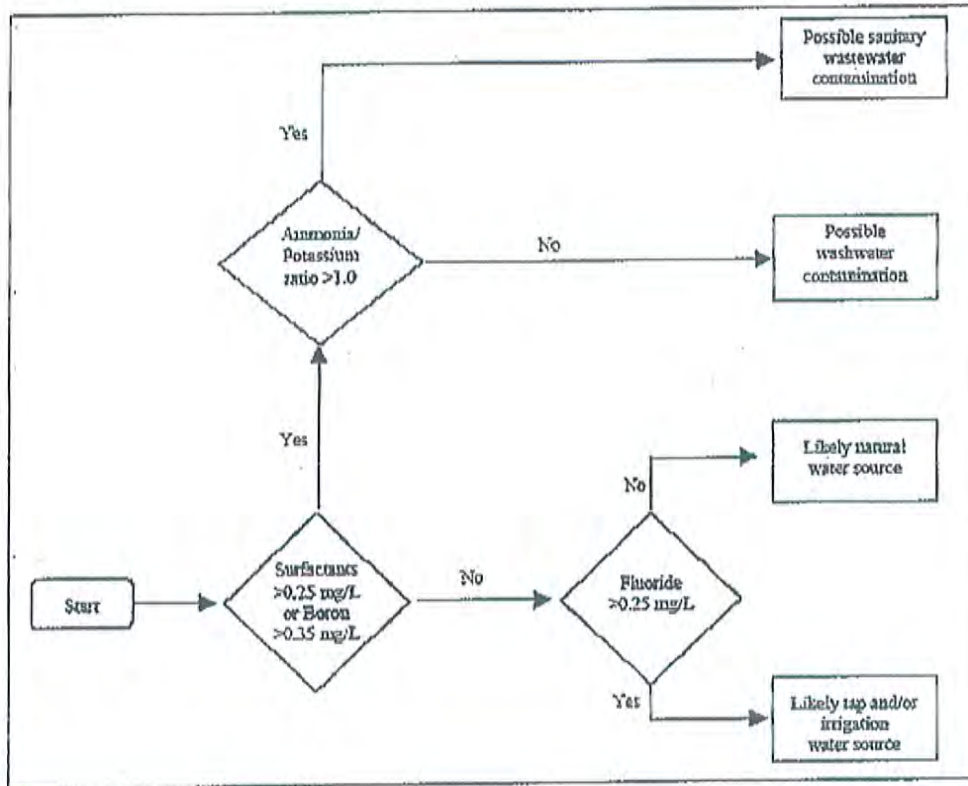 Possible sanitary
wastewater
contamination
Yes
Ammonia/
Potassium
ratio >1.0
No
Possible
washwater
contamination
Yes
Likely natural
water source
No
Start
Surfactants
>0.25 mg/L
or Boron
>0.35 mg/L
No
Fluoride
>0.25 mg/L
Yes
Likely tap and/or
irrigation
water source